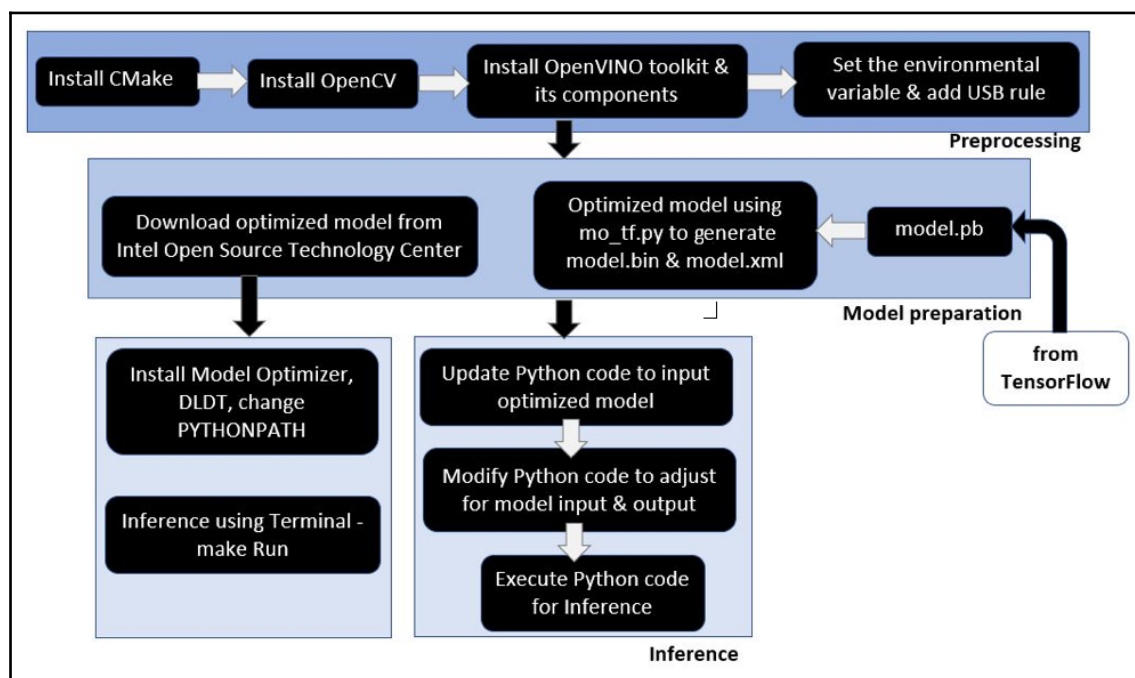 Install CMake
Install OpenCV
Install OpenVINO toolkit &
its components
Set the environmental
variable & add USB rule
Preprocessing
Download optimized model from
Intel Open Source Technology Center
Optimized model using
mo_tf.py to generate
model.bin & model.xml
model.pb
Model preparation
from
TensorFlow
Install Model Optimizer,
DLDT, change
PYTHONPATH
Inference using Terminal -
make Run
Update Python code to input
optimized model
Modify Python code to adjust
for model input & output
Execute Python code
for Inference
Inference